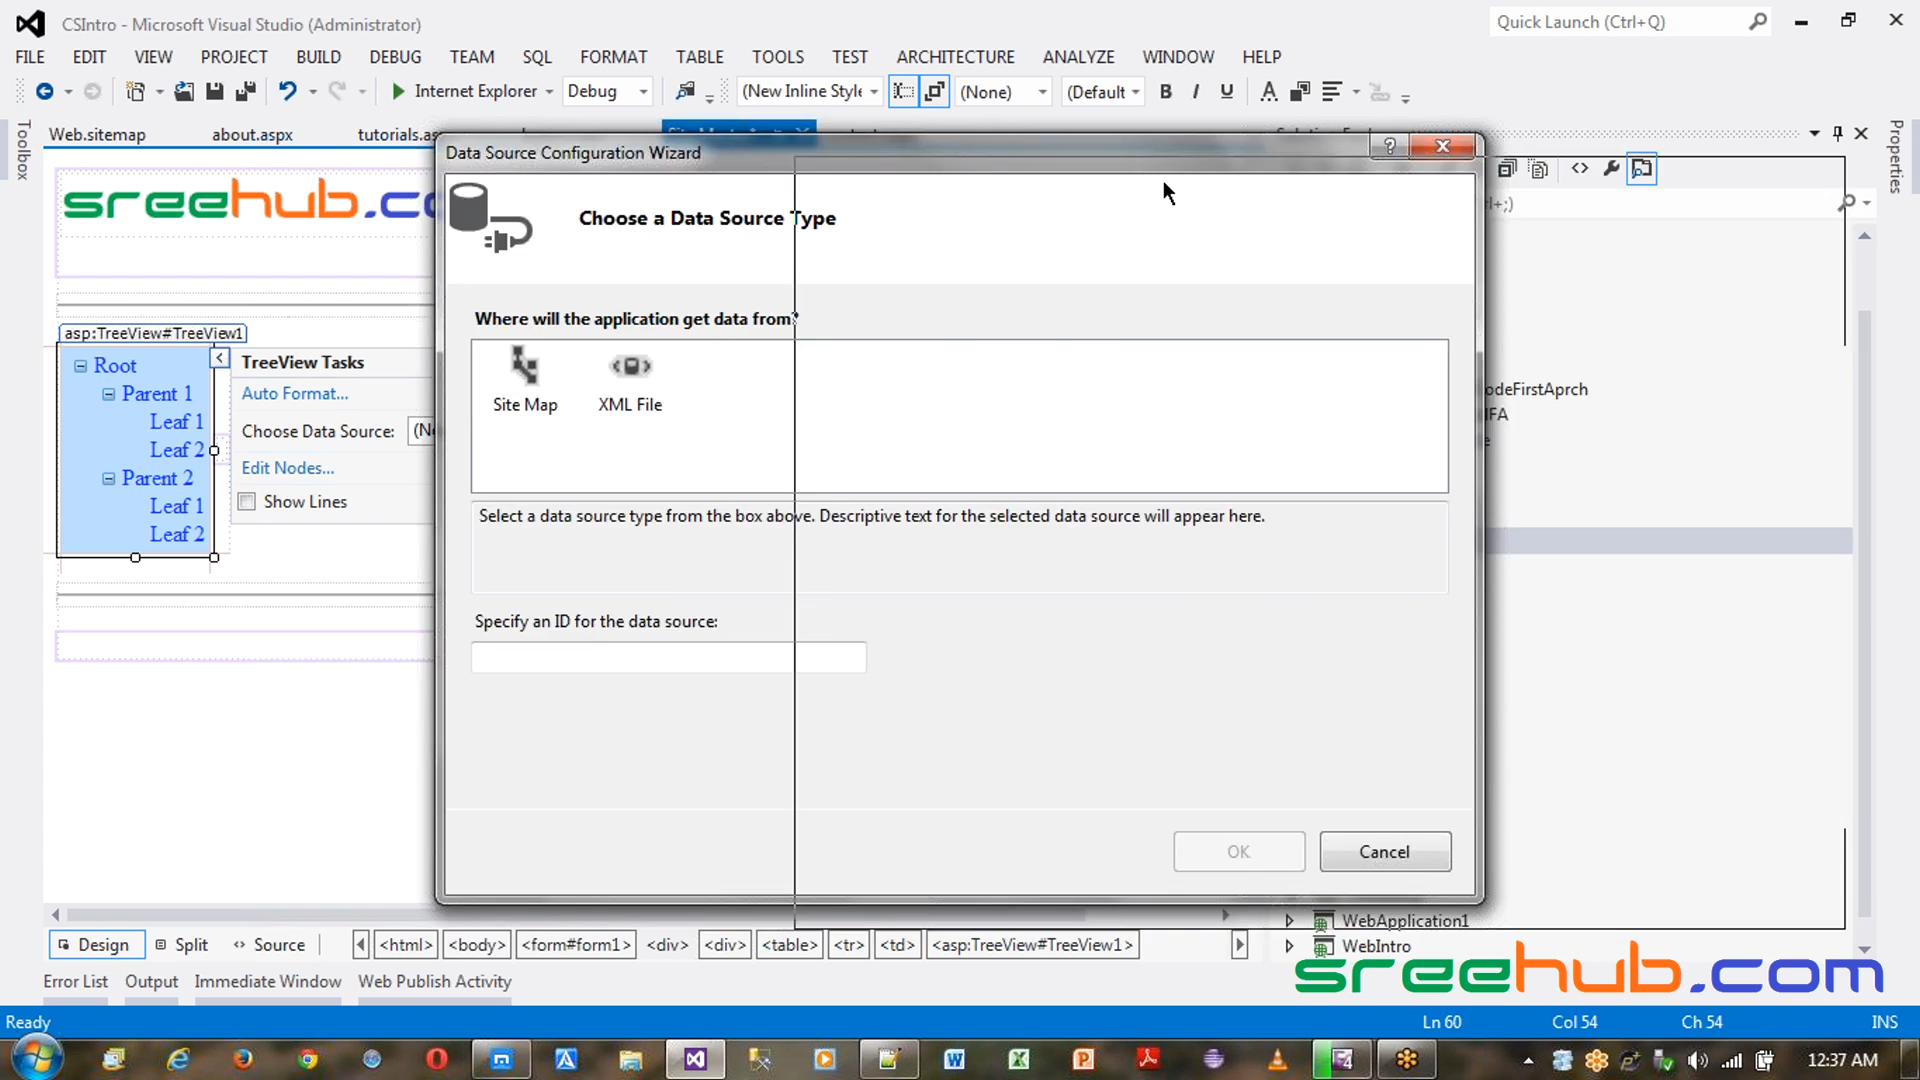 CSIntro - Microsoft Visual Studio (Administrator)
Quick Launch (Ctrl+Q)
FILE EDIT VIEW PROJECT BUILD DEBUG TEAM SQL FORMAT TABLE TOOLS TEST ARCHITECTURE ANALYZE WINDOW HELP
Internet Explorer Debug (New Inline Style (None) (Default B I U A
Toolbox
Web.sitemap about.aspx tutorials.as
Properties
Data Source Configuration Wizard
sreehub.co
Choose a Data Source Type
Where will the application get data from?
Site Map XML File
Select a data source type from the box above. Descriptive text for the selected data source will appear here.
Specify an ID for the data source:
OK Cancel
asp:TreeView#TreeView1
Root
Parent 1
Leaf 1
Leaf 2
Parent 2
Leaf 1
Leaf 2
TreeView Tasks
Auto Format...
Choose Data Source: (No
Edit Nodes...
Show Lines
rl+;)
odeFirstAprch
FA
e
WebApplication1
WebIntro
sreehub.com
Design Split Source <html> <body> <form#form1> <div> <div> <table> <tr> <td> <asp:TreeView#TreeView1>
Error List Output Immediate Window Web Publish Activity
Ready Ln 60 Col 54 Ch 54 INS
12:37 AM